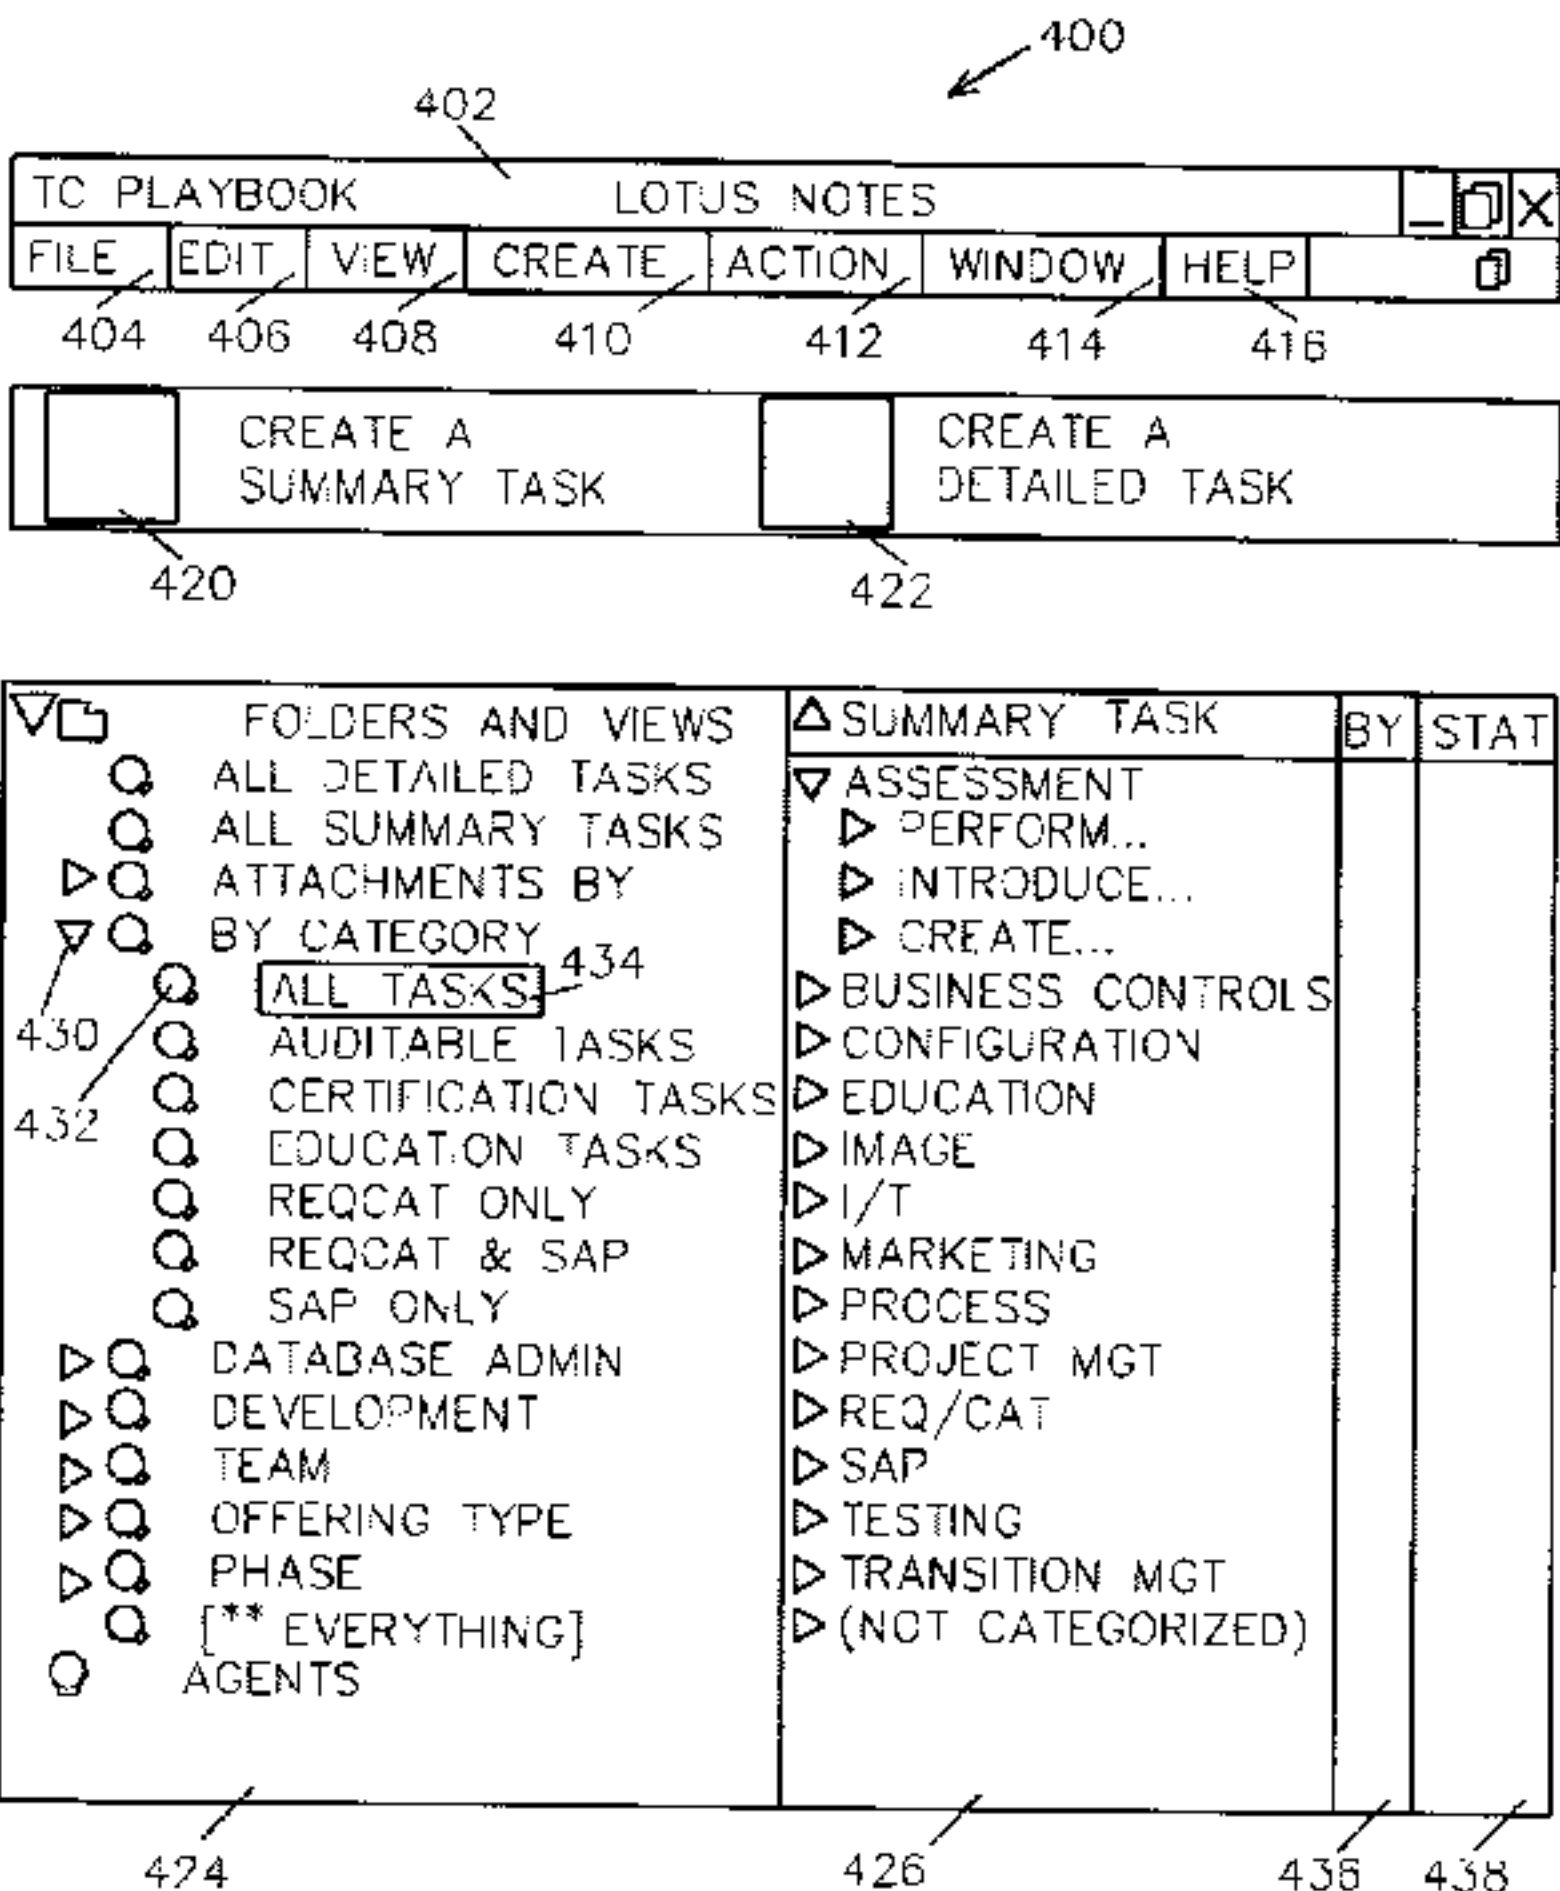 400
402
TC PLAYBOOK LOTUS NOTES
FILE EDIT VIEW CREATE ACTION WINDOW HELP
404 406 408 410 412 414 416
CREATE A
SUMMARY TASK
CREATE A
DETAILED TASK
420 422
FOLDERS AND VIEWS
ALL DETAILED TASKS
ALL SUMMARY TASKS
ATTACHMENTS BY
BY CATEGORY
ALL TASKS 434
430
AUDITABLE TASKS
CERTIFICATION TASKS
432
EDUCATION TASKS
REQCAT ONLY
REQCAT & SAP
SAP ONLY
DATABASE ADMIN
DEVELOPMENT
TEAM
OFFERING TYPE
PHASE
[** EVERYTHING]
AGENTS
SUMMARY TASK BY STAT
ASSESSMENT
PERFORM...
INTRODUCE...
CREATE...
BUSINESS CONTROLS
CONFIGURATION
EDUCATION
IMAGE
I/T
MARKETING
PROCESS
PROJECT MGT
REQ/CAT
SAP
TESTING
TRANSITION MGT
(NOT CATEGORIZED)
424 426 436 438